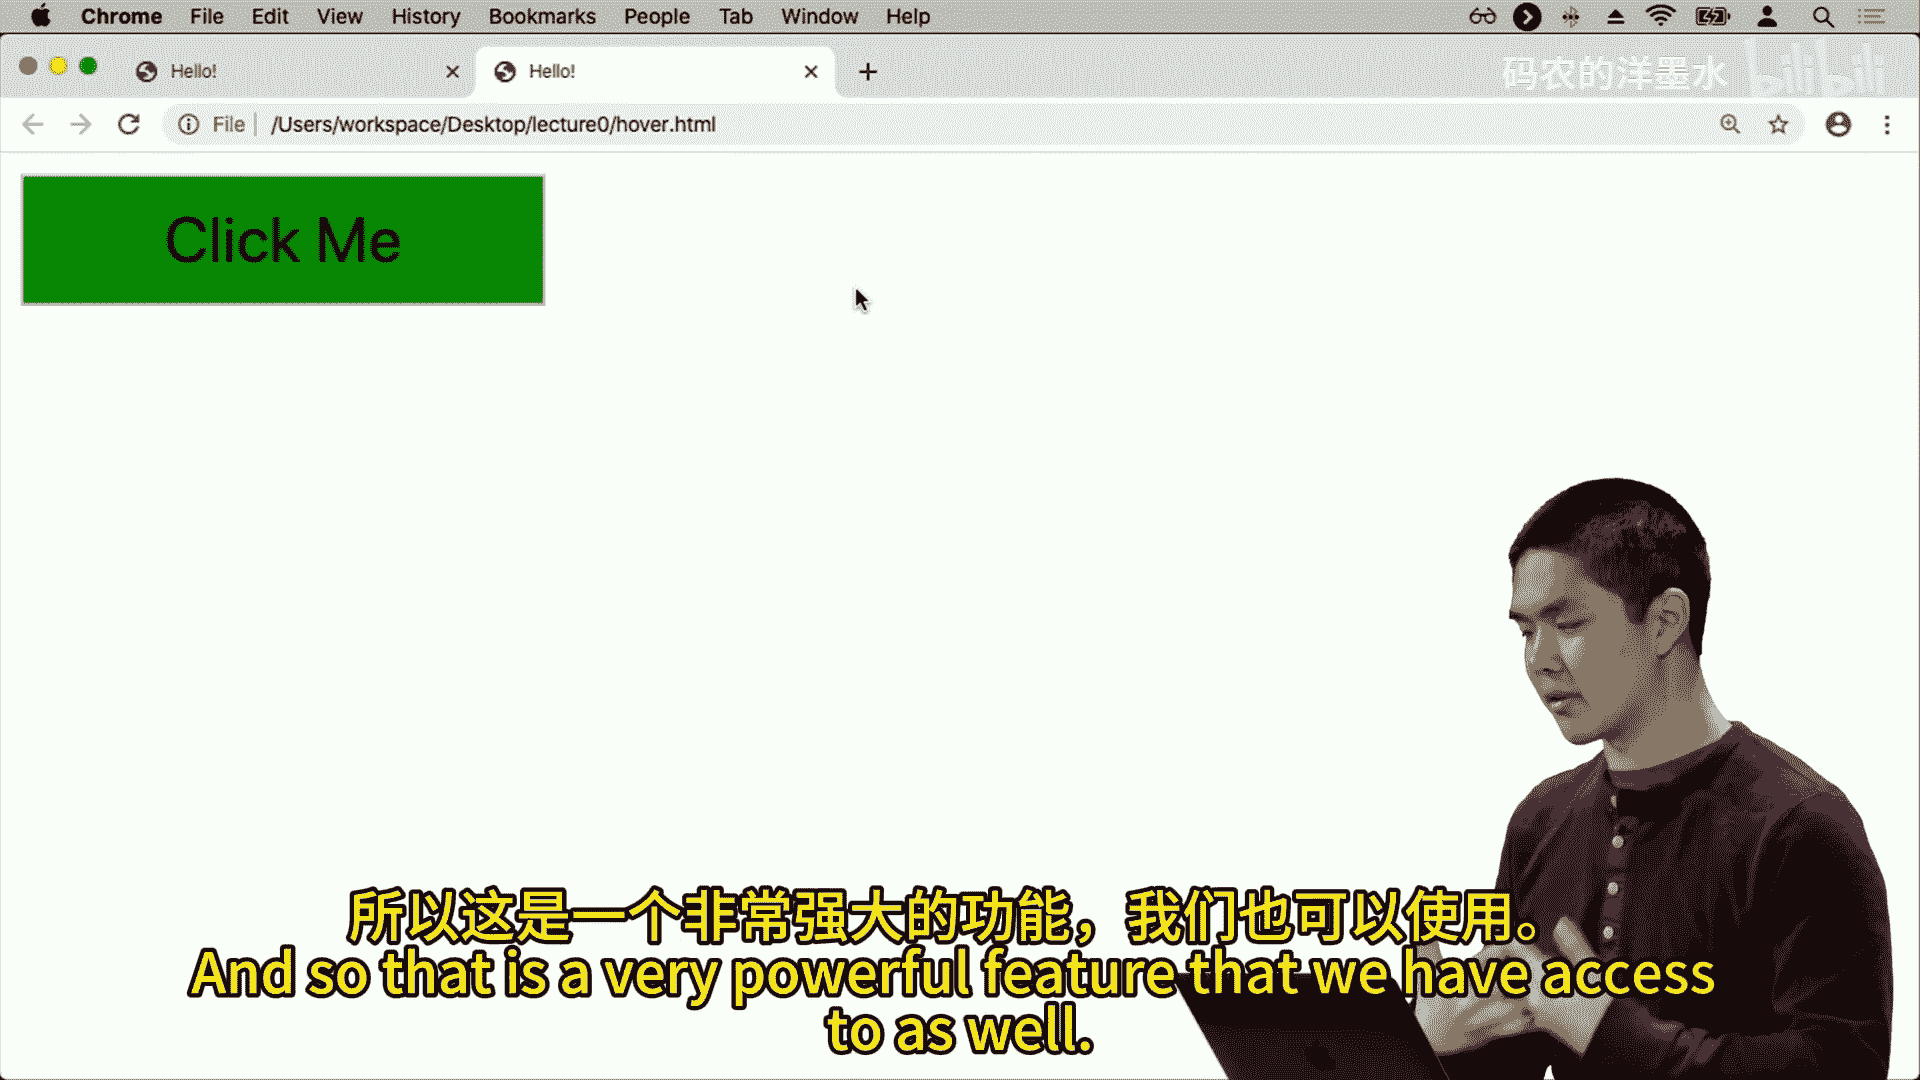 Chrome File Edit View History Bookmarks People Tab Window Help
Hello! Hello!
码农的洋墨水 bilibili
File /Users/workspace/Desktop/lecture0/hover.html
Click Me
所以这是一个非常强大的功能，我们也可以使用。
And so that is a very powerful feature that we have access
to as well.